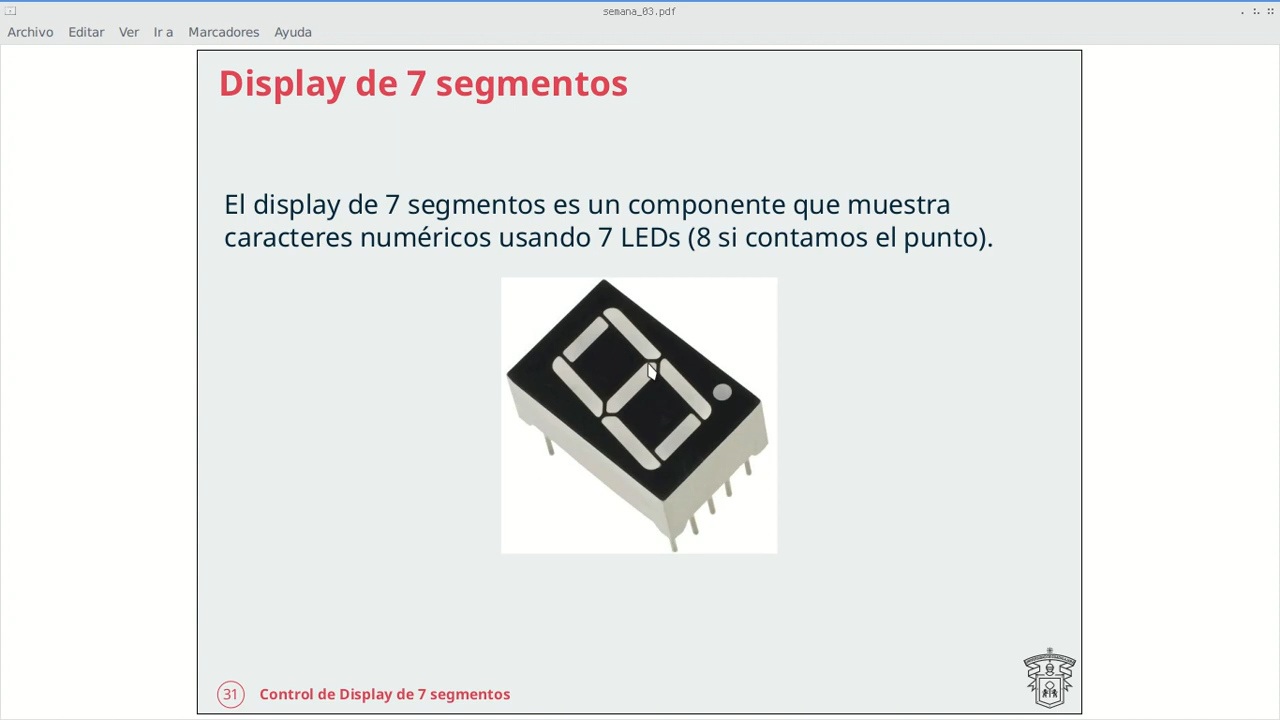 semana_03.pdf
Archivo Editar Ver Ir a Marcadores Ayuda
Display de 7 segmentos
El display de 7 segmentos es un componente que muestra
caracteres numéricos usando 7 LEDs (8 si contamos el punto).
31 Control de Display de 7 segmentos